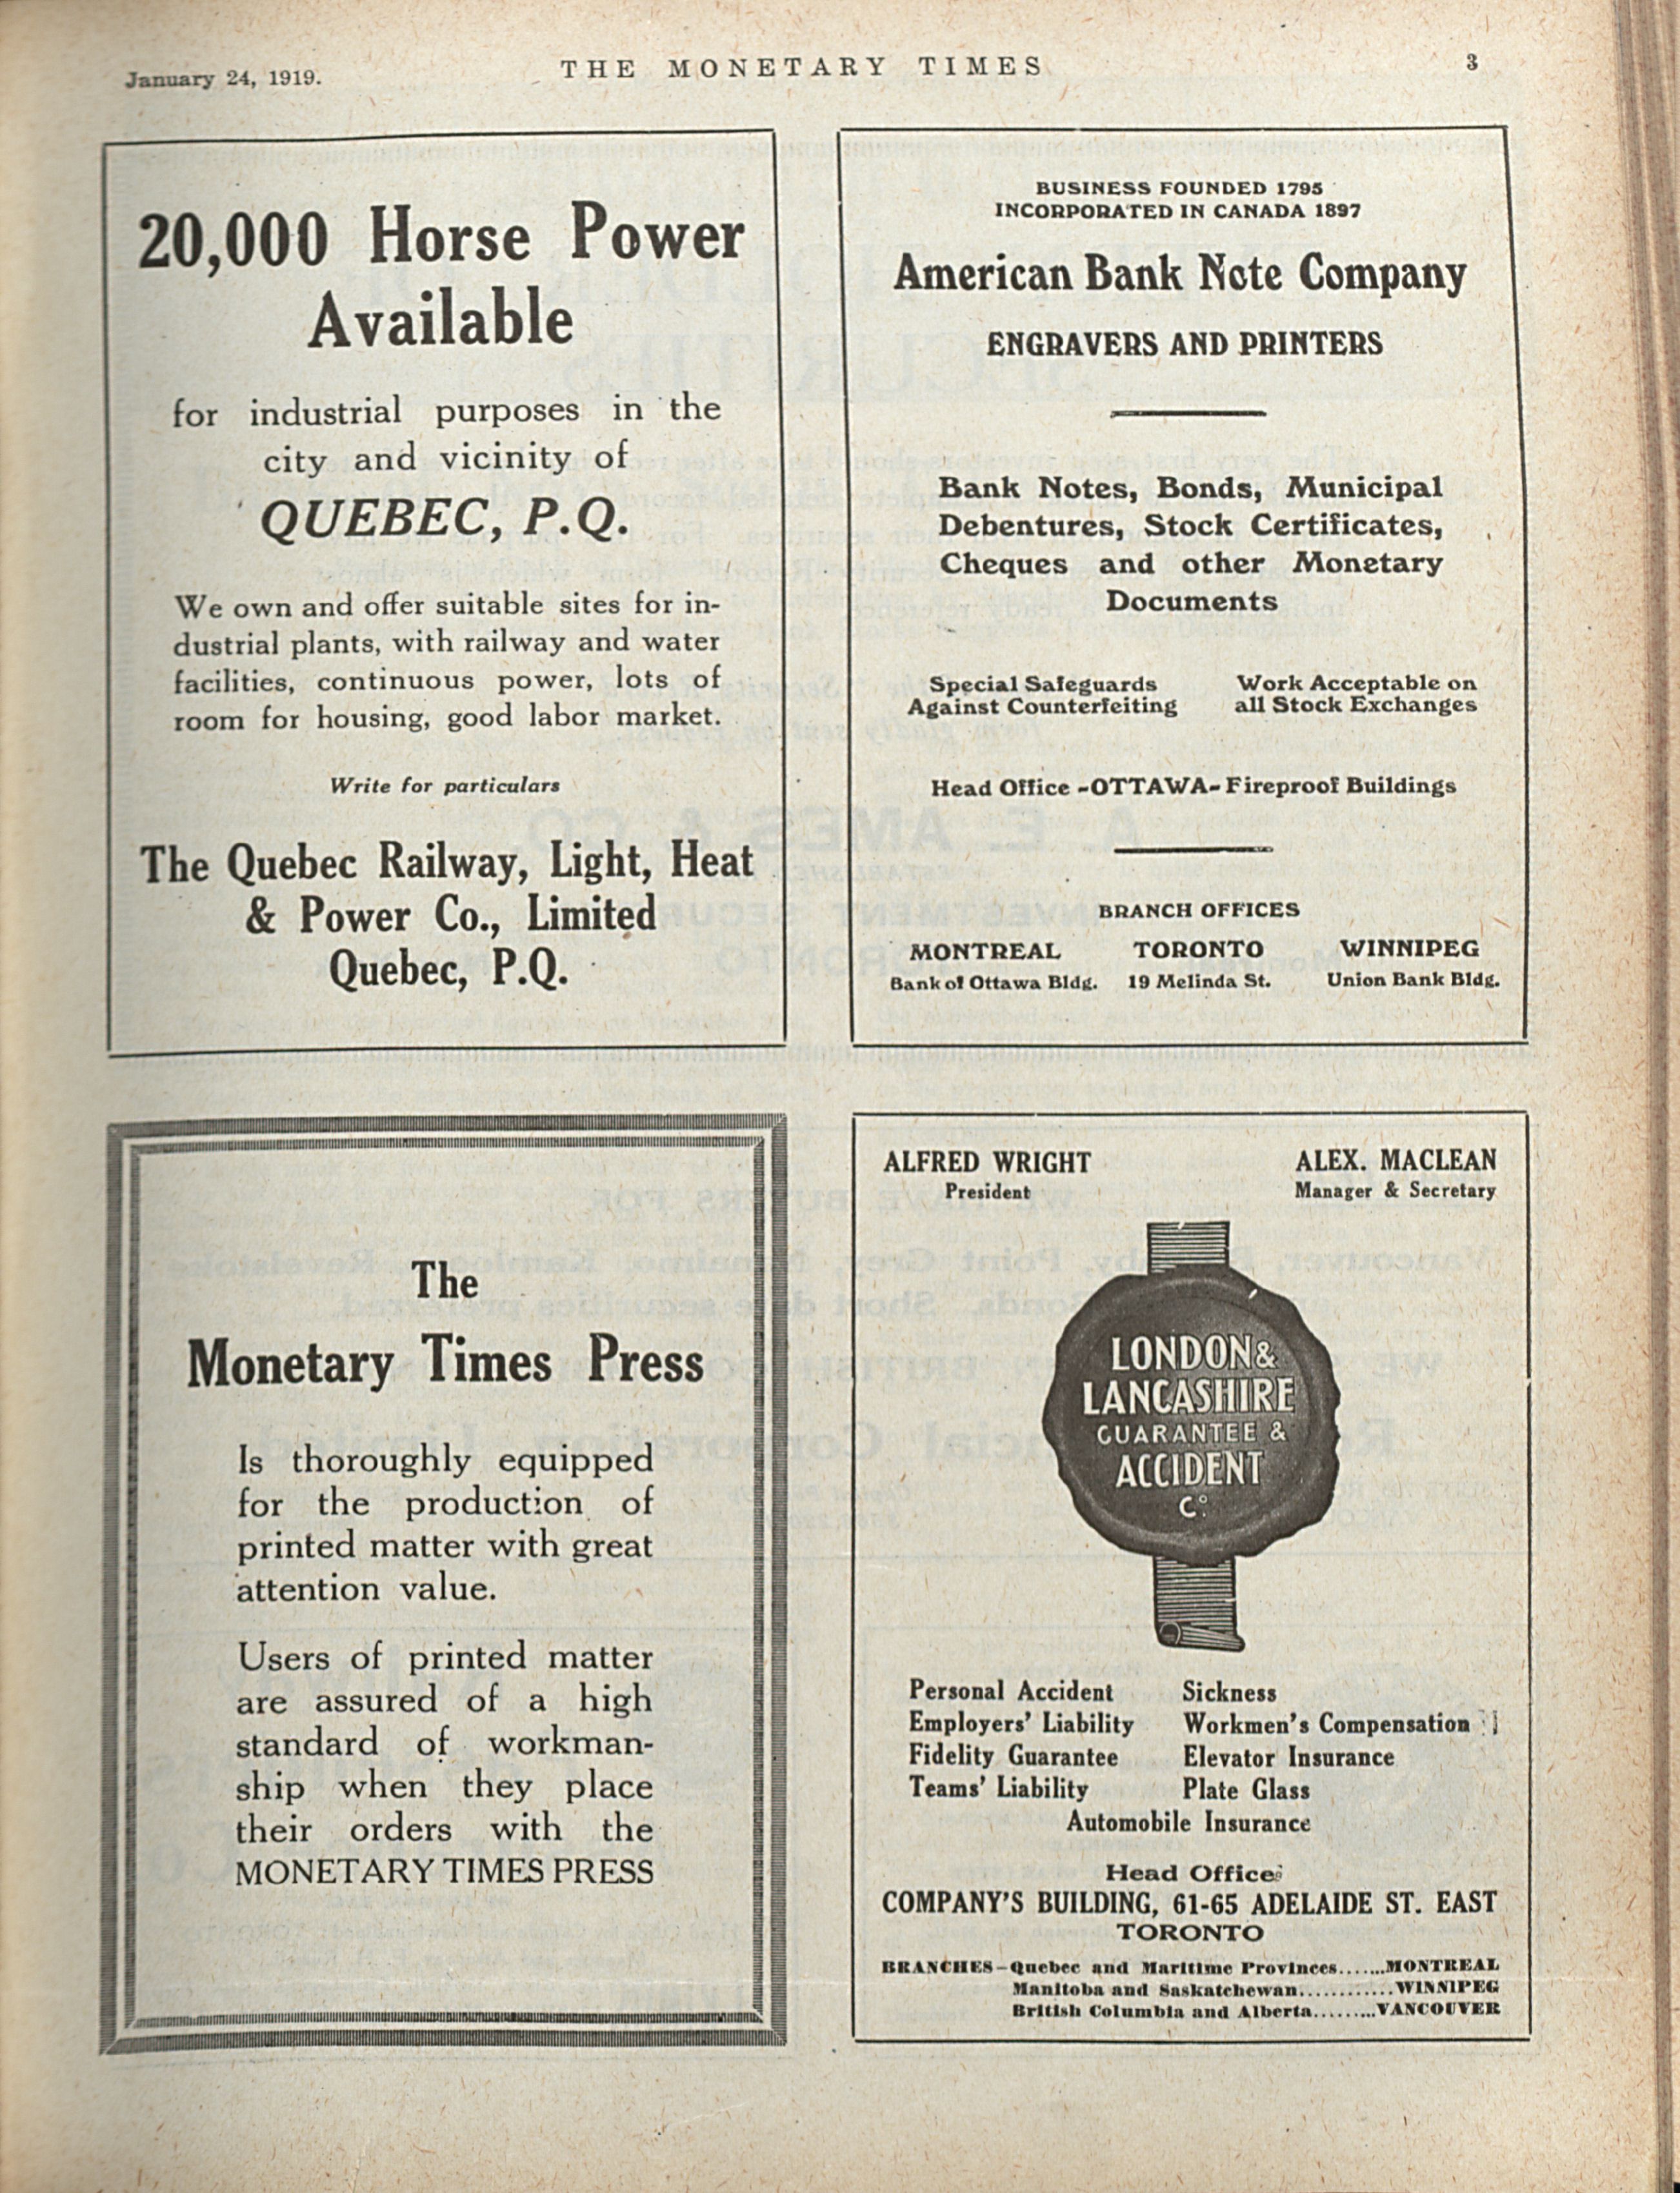 January 24, 1919.
THE MONETARY TIMES
3
20,000 Horse Power
Available
for industrial purposes in the
city and vicinity of
QUEBEC, P.Q.
We own and offer suitable sites for in-
dustrial plants, with railway and water
facilities, continuous power, lots of
room for housing, good labor market.
Write for particulars
The Quebec Railway, Light, Heat
& Power Co., Limited
Quebec, P.Q.
BUSINESS FOUNDED 1795
INCORPORATED IN CANADA 1897
American Bank Note Company
ENGRAVERS AND PRINTERS
Bank Notes, Bonds, Municipal
Debentures, Stock Certificates,
Cheques and other Monetary
Documents
Special Safeguards
Against Counterfeiting
Work Acceptable on
all Stock Exchanges
Head Office -OTTAWA- Fireproof Buildings
BRANCH OFFICES
MONTREAL
Bank of Ottawa Bldg.
TORONTO
19 Melinda St.
WINNIPEG
Union Bank Bldg.
The
Monetary Times Press
Is thoroughly equipped
for the production of
printed matter with great
attention value.
Users of printed matter
are assured of a high
standard of workman-
ship when they place
their orders with the
MONETARY TIMES PRESS
ALFRED WRIGHT
President
ALEX. MACLEAN
Manager & Secretary
LONDON &
LANCASHIRE
GUARANTEE &
ACCIDENT
Co.
Personal Accident Sickness
Employers' Liability Workmen's Compensation
Fidelity Guarantee Elevator Insurance
Teams' Liability Plate Glass
Automobile Insurance
Head Office:
COMPANY'S BUILDING, 61-65 ADELAIDE ST. EAST
TORONTO
BRANCHES-Quebec and Maritime Provinces.......MONTREAL
Manitoba and Saskatchewan............WINNIPEG
British Columbia and Alberta.........VANCOUVER